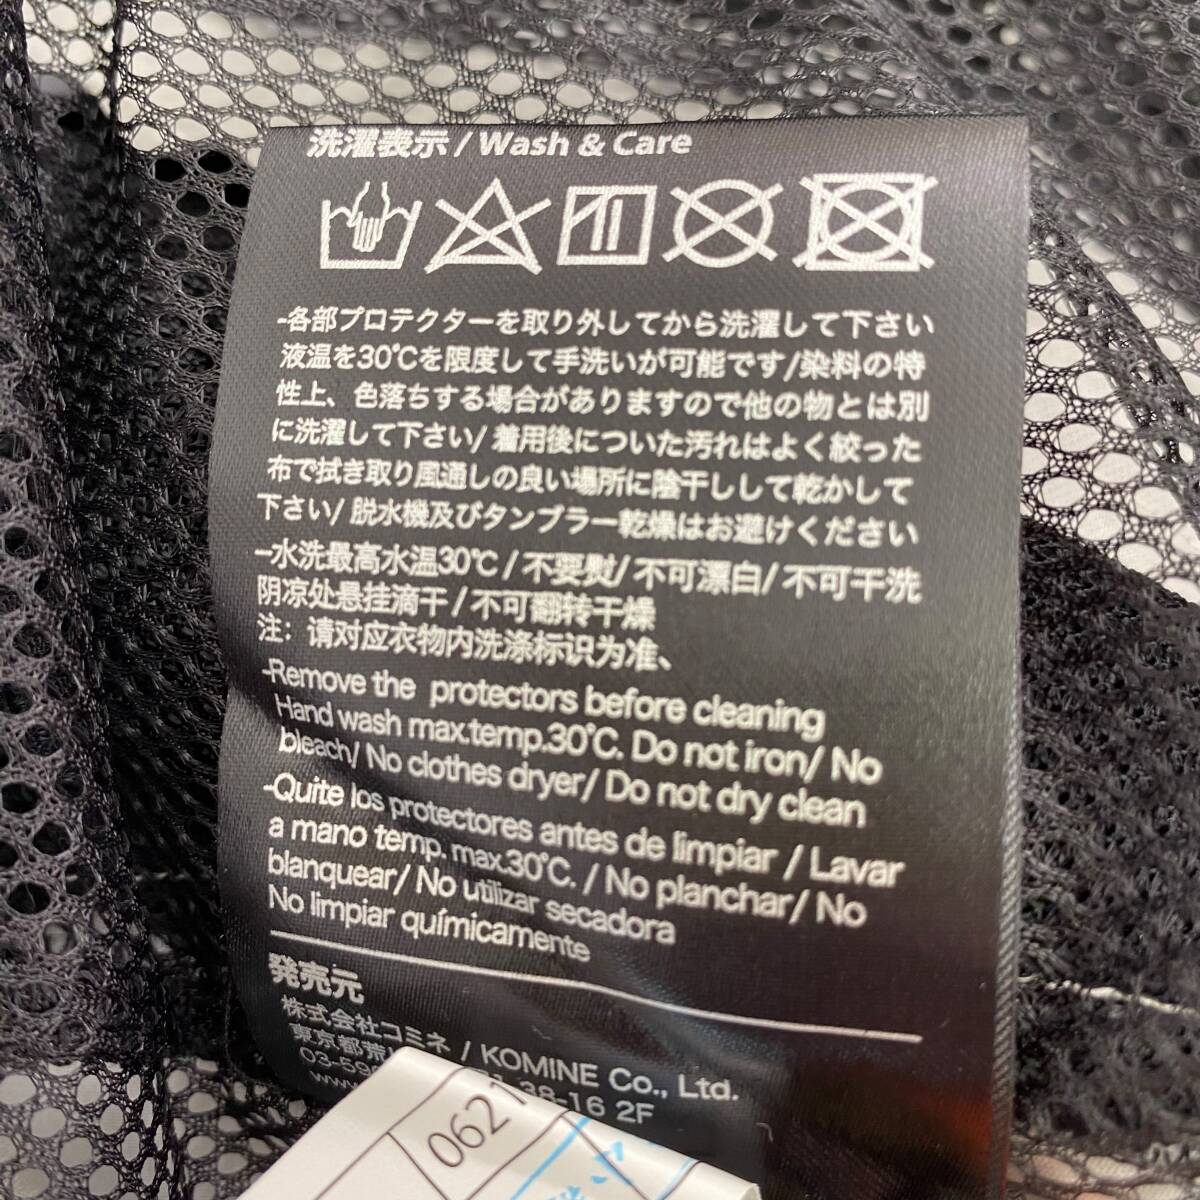 洗濯表示 / Wash & Care
-各部プロテクターを取り外してから洗濯して下さい
液温を30℃を限度して手洗いが可能です/染料の特
性上、色落ちする場合がありますので他の物とは別
に洗濯して下さい/ 着用後についた汚れはよく絞った
布で拭き取り風通しの良い場所に陰干しして乾かして
下さい/ 脱水機及びタンブラー乾燥はお避けください
-水洗最高水温30℃/不要熨/不可漂白/不可干洗
阴凉处悬挂滴干/不可翻转干燥
注：请对应衣物内洗涤标识为准、
-Remove the protectors before cleaning
Hand wash max.temp.30℃. Do not iron/ No
bleach/ No clothes dryer/ Do not dry clean
-Quite los protectores antes de limpiar / Lavar
a mano temp. max.30℃. / No planchar/ No
blanquear/ No utilizar secadora
No limpiar químicamente
発売元
株式会社コミネ / KOMINE Co., Ltd.
東京都荒 38-16 2F
03-59
www.
0621